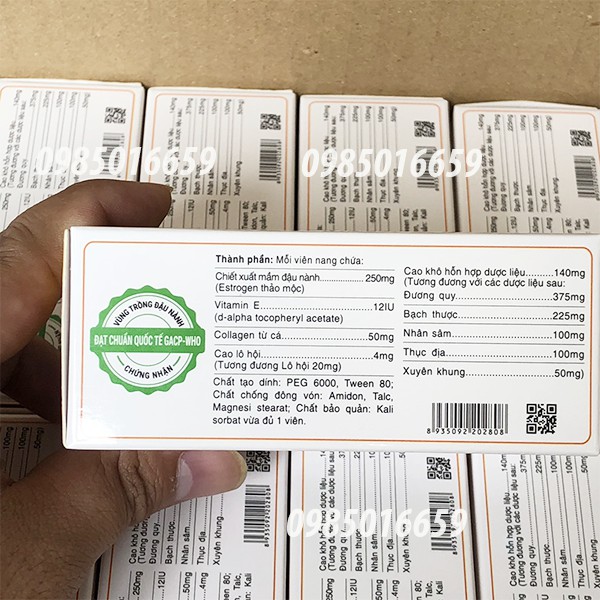 0985016659
0985016659
Thành phần: Mỗi viên nang chứa:
Chiết xuất mầm đậu nành 250mg
(Estrogen thảo mộc)
Vitamin E 12IU
(d-alpha tocopheryl acetate)
Collagen từ cá 50mg
Cao lô hội 4mg
(Tương đương Lô hội 20mg)
Chất tạo dính: PEG 6000, Tween 80;
Chất chống đông vón: Amidon, Talc,
Magnesi stearat; Chất bảo quản: Kali
sorbat vừa đủ 1 viên.
Cao khô hỗn hợp dược liệu 140mg
(Tương đương với các dược liệu sau:
Đương quy 375mg
Bạch thược 225mg
Nhân sâm 100mg
Thục địa 100mg
Xuyên khung 50mg)
8 935092 202808
VÙNG TRỒNG ĐẬU NÀNH
ĐẠT CHUẨN QUỐC TẾ GACP-WHO
CHỨNG NHẬN
0985016659